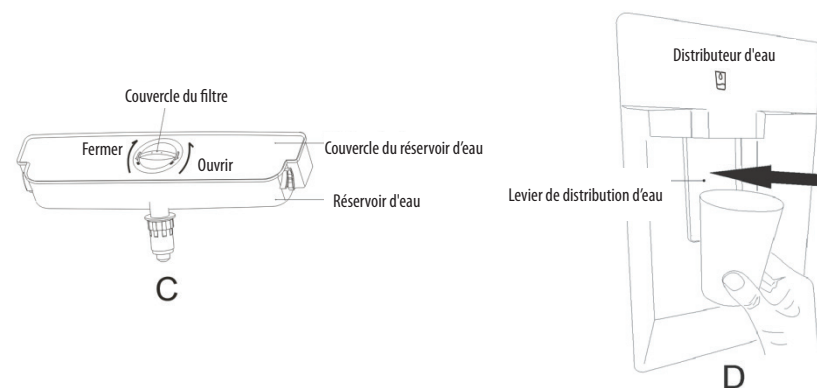 Couvercle du filtre
Fermer
Ouvrir
Couvercle du réservoir d’eau
Réservoir d'eau
C
Distributeur d'eau
Levier de distribution d’eau
D